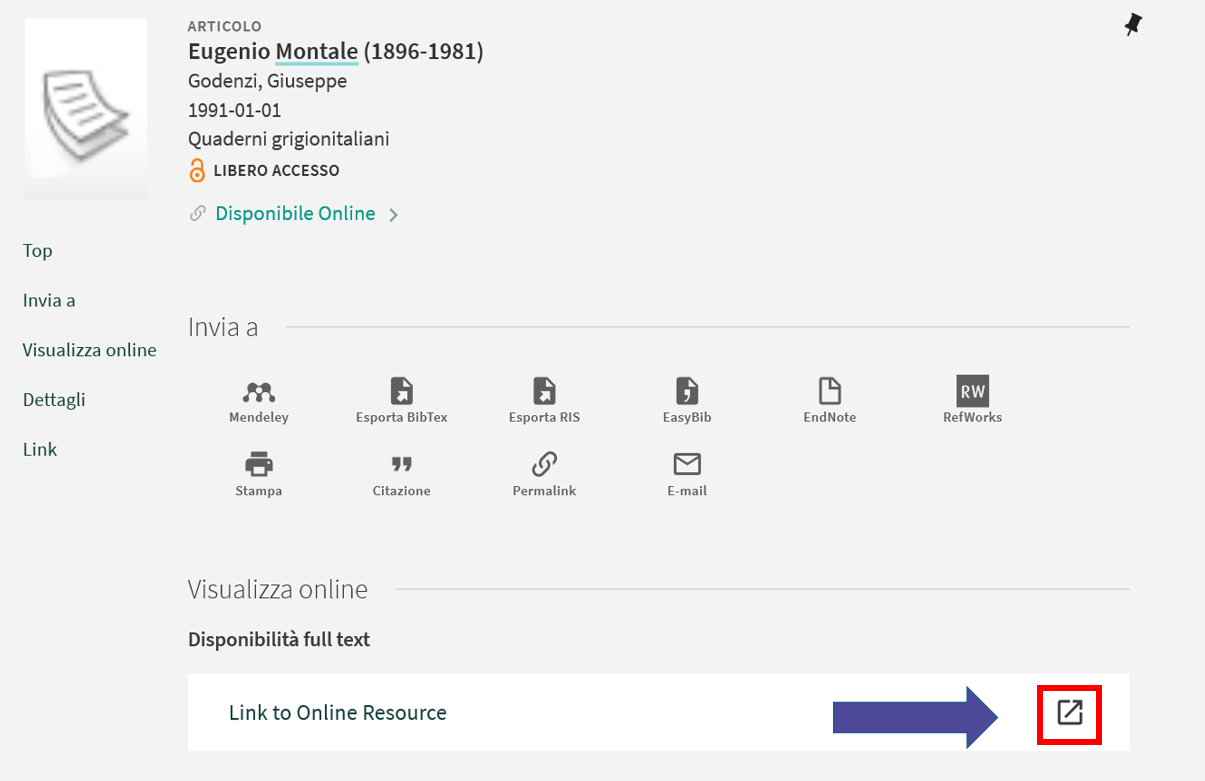 ARTICOLO
Eugenio Montale (1896-1981)
Godenzi, Giuseppe
1991-01-01
Quaderni grigionitaliani
LIBERO ACCESSO
Disponibile Online
Top
Invia a
Visualizza online
Dettagli
Link
Invia a
Mendeley
Esporta BibTex
Esporta RIS
EasyBib
EndNote
RW
RefWorks
Stampa
Citazione
Permalink
E-mail
Visualizza online
Disponibilità full text
Link to Online Resource